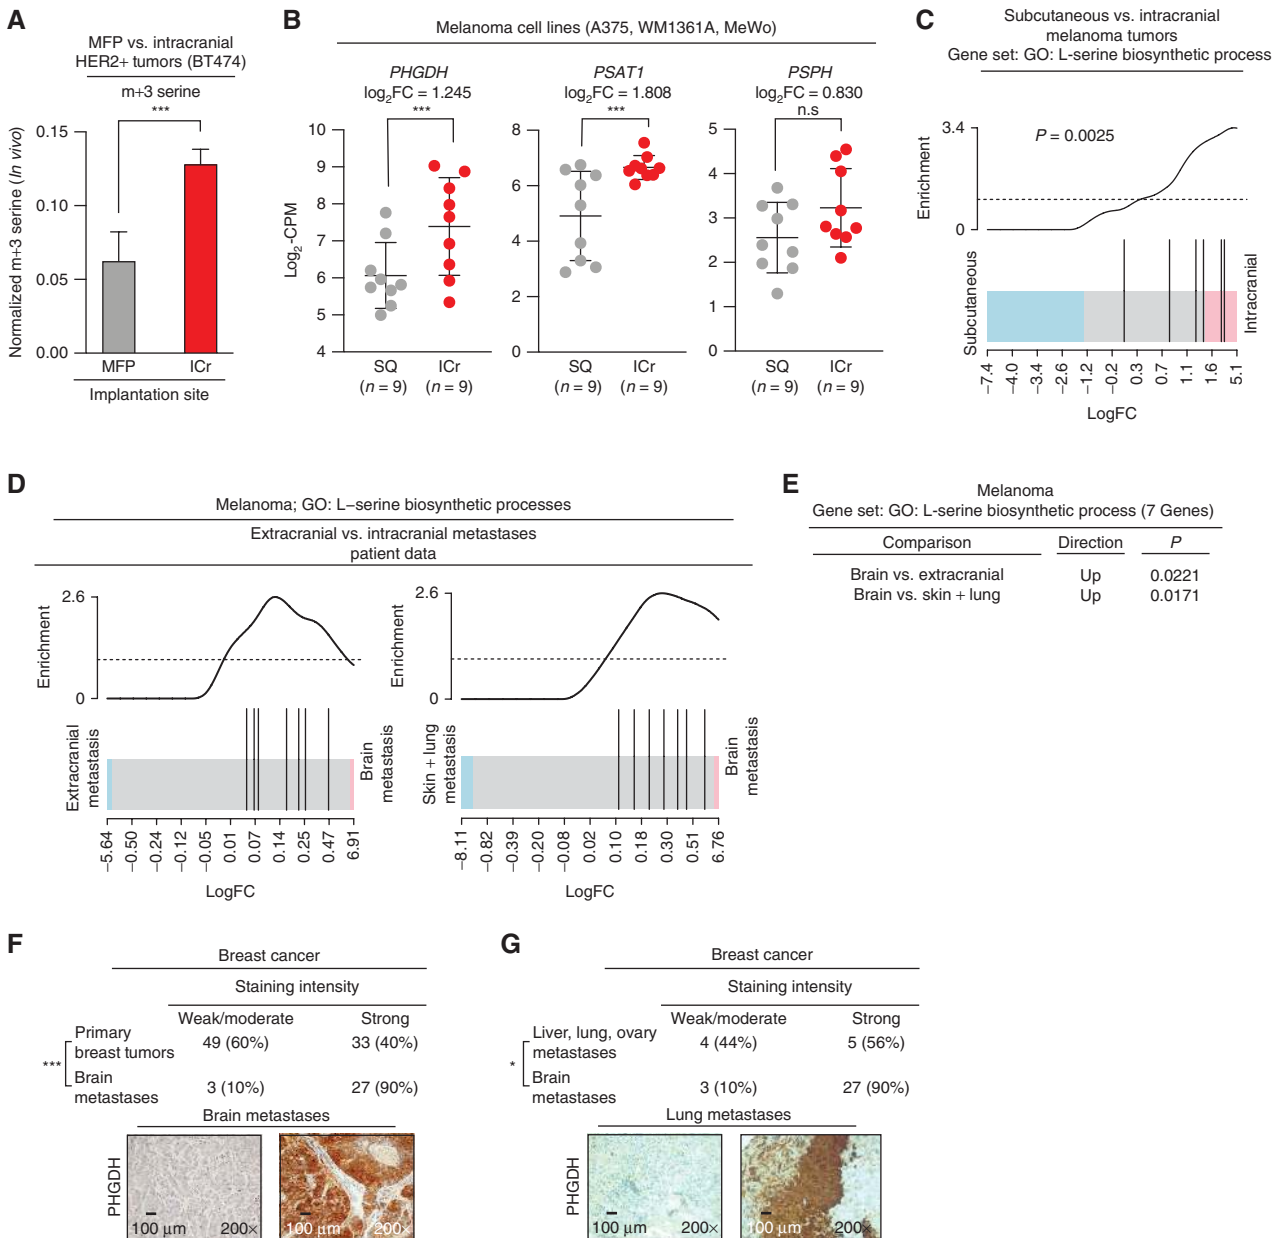 A
MFP vs. intracranial
HER2+ tumors (BT474)
m+3 serine
***
Normalized m+3 serine (In vivo)
0.15
0.10
0.05
0.00
MFP
ICr
Implantation site
B
Melanoma cell lines (A375, WM1361A, MeWo)
PHGDH
log2FC = 1.245
***
Log2-CPM
10
9
8
7
6
5
4
SQ
(n = 9)
ICr
(n = 9)
PSAT1
log2FC = 1.808
***
8
6
4
2
0
SQ
(n = 9)
ICr
(n = 9)
PSPH
log2FC = 0.830
n.s
5
4
3
2
1
0
SQ
(n = 9)
ICr
(n = 9)
C
Subcutaneous vs. intracranial
melanoma tumors
Gene set: GO: L-serine biosynthetic process
Enrichment
3.4
0
P = 0.0025
Subcutaneous
Intracranial
−7.4
−4.0
−3.4
−2.6
−1.2
−0.2
0.3
0.7
1.1
1.6
5.1
LogFC
D
Melanoma; GO: L−serine biosynthetic processes
Extracranial vs. intracranial metastases
patient data
Enrichment
2.6
0
Extracranial
metastasis
Brain
metastasis
−5.64
−0.50
−0.24
−0.12
−0.05
0.01
0.07
0.14
0.25
0.47
6.91
LogFC
Enrichment
2.6
0
Skin + lung
metastasis
Brain
metastasis
−8.11
−0.82
−0.39
−0.20
−0.08
0.02
0.10
0.18
0.30
0.51
6.76
LogFC
E
Melanoma
Gene set: GO: L-serine biosynthetic process (7 Genes)
Comparison Direction P
Brain vs. extracranial Up 0.0221
Brain vs. skin + lung Up 0.0171
F
Breast cancer
Staining intensity
Weak/moderate Strong
Primary
breast tumors 49 (60%) 33 (40%)
***
Brain
metastases 3 (10%) 27 (90%)
Brain metastases
PHGDH
100 µm 200×
100 µm 200×
G
Breast cancer
Staining intensity
Weak/moderate Strong
Liver, lung, ovary
metastases 4 (44%) 5 (56%)
*
Brain
metastases 3 (10%) 27 (90%)
Lung metastases
PHGDH
100 µm 200×
100 µm 200×